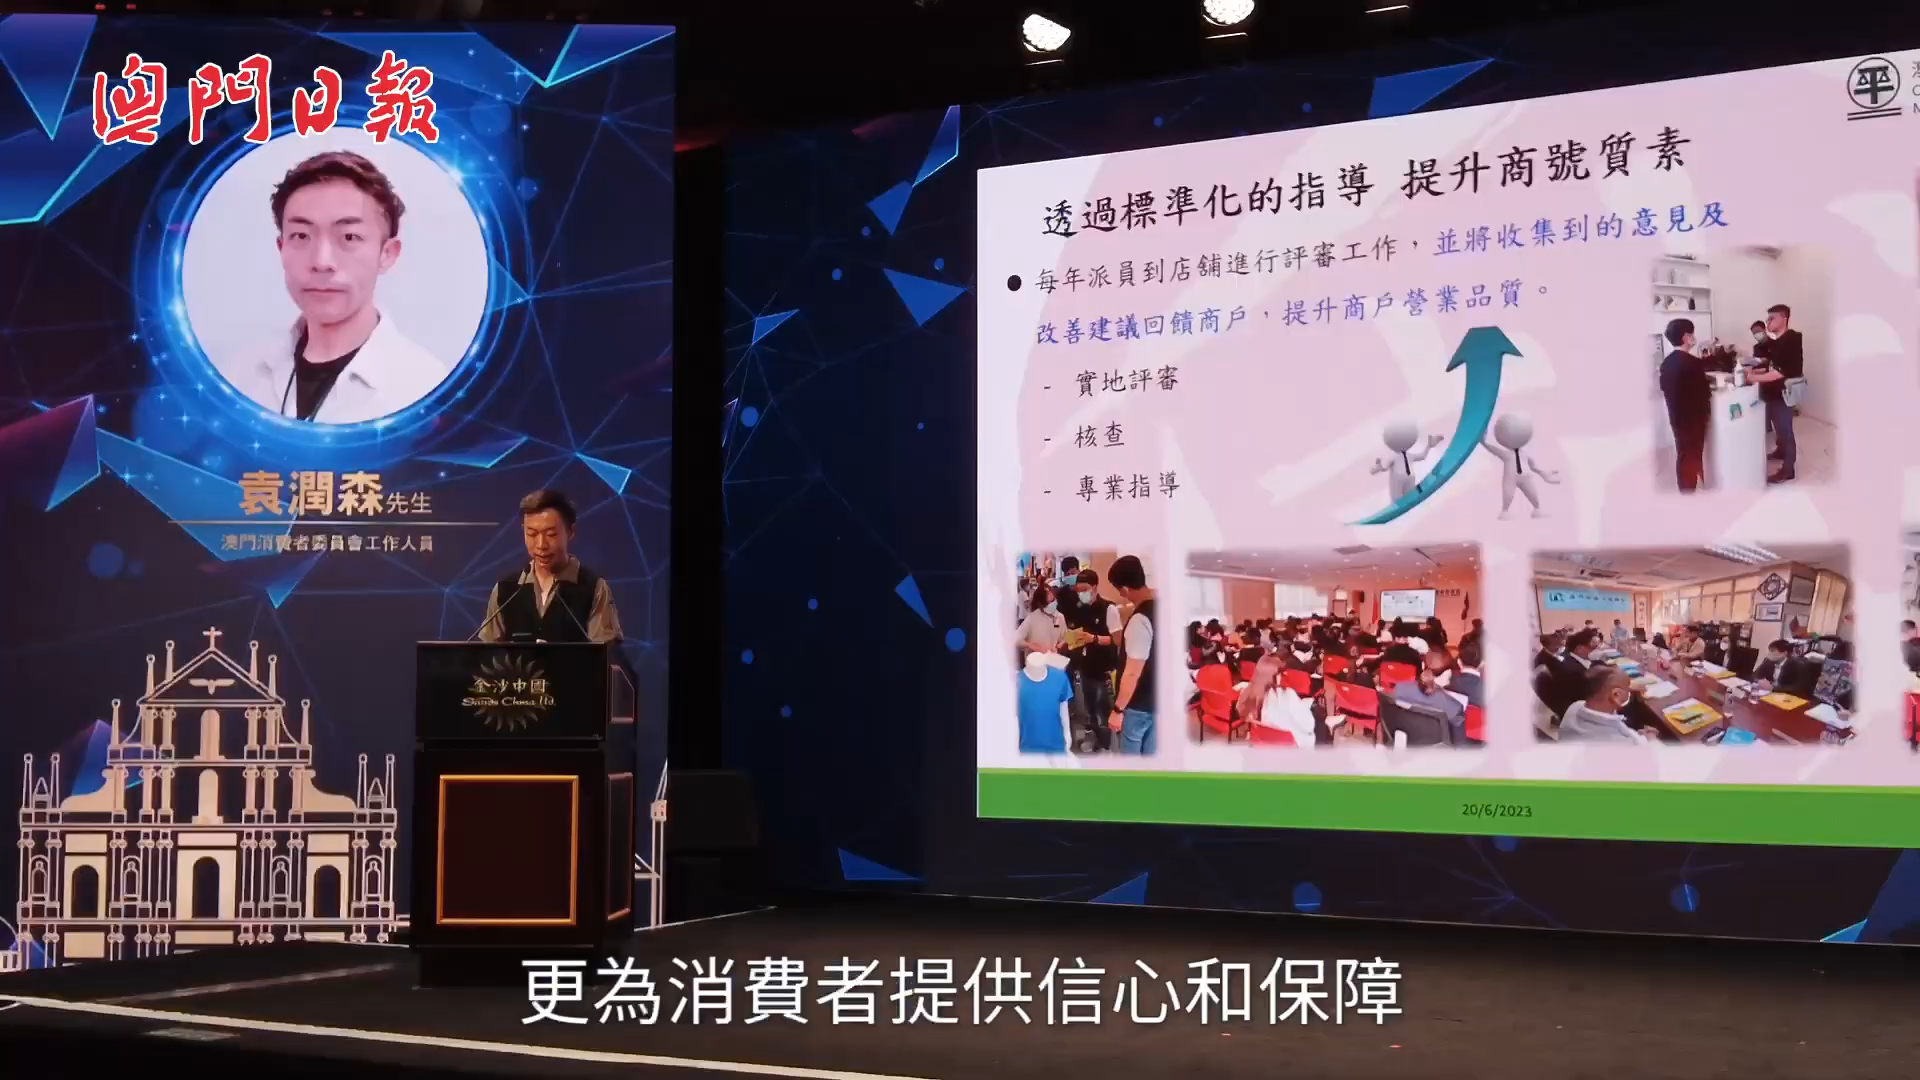 澳門日報
袁潤森先生
澳門消費者委員會工作人員
金沙中國
Sands China Ltd.
透過標準化的指導 提升商號質素
● 每年派員到店舖進行評審工作，並將收集到的意見及
改善建議回饋商戶，提升商戶營業品質。
- 實地評審
- 核查
- 專業指導
20/6/2023
更為消費者提供信心和保障